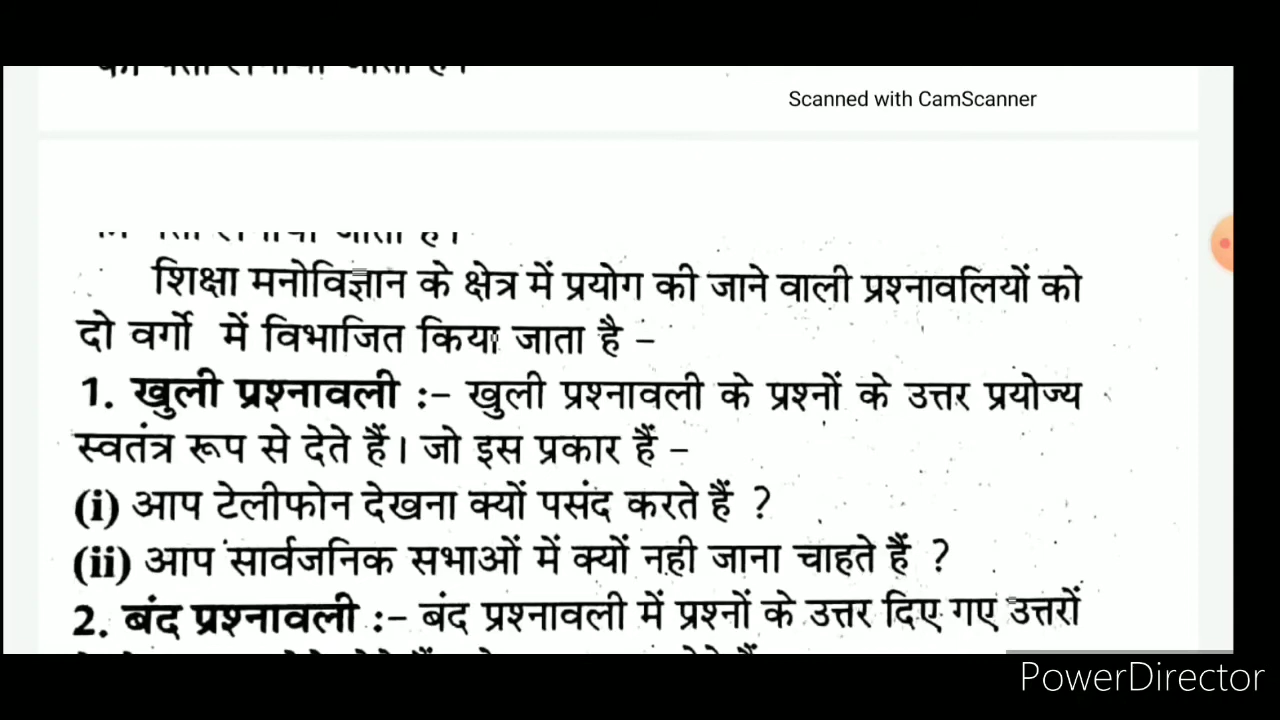 Scanned with CamScanner
शिक्षा मनोविज्ञान के क्षेत्र में प्रयोग की जाने वाली प्रश्नावलियों को
दो वर्गो में विभाजित किया जाता है –
1. खुली प्रश्नावली :– खुली प्रश्नावली के प्रश्नों के उत्तर प्रयोज्य
स्वतंत्र रूप से देते हैं। जो इस प्रकार हैं –
(i) आप टेलीफोन देखना क्यों पसंद करते हैं ?
(ii) आप सार्वजनिक सभाओं में क्यों नही जाना चाहते हैं ?
2. बंद प्रश्नावली :– बंद प्रश्नावली में प्रश्नों के उत्तर दिए गए उत्तरों
PowerDirector